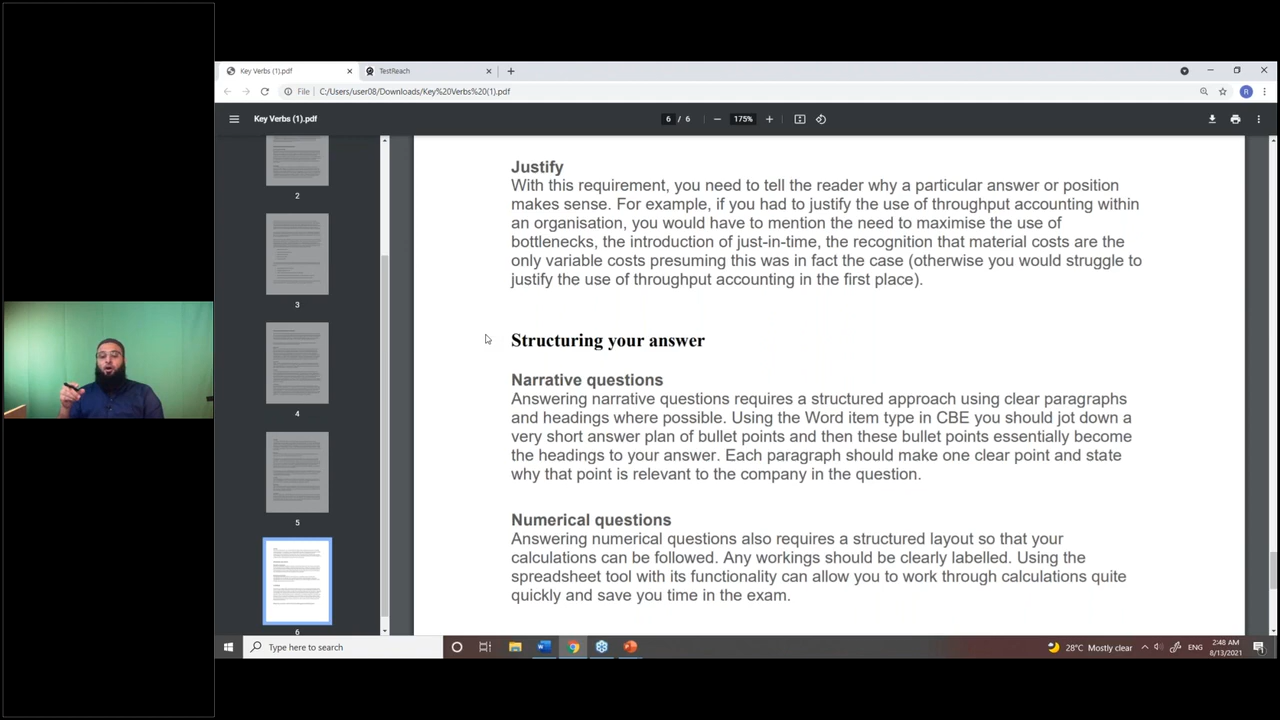 Key Verbs (1).pdf
TestReach
File
C:/Users/user08/Downloads/Key%20Verbs%20(1).pdf
R
Key Verbs (1).pdf
6 / 6
175%
2
3
4
5
6
Justify
With this requirement, you need to tell the reader why a particular answer or position
makes sense. For example, if you had to justify the use of throughput accounting within
an organisation, you would have to mention the need to maximise the use of
bottlenecks, the introduction of just-in-time, the recognition that material costs are the
only variable costs presuming this was in fact the case (otherwise you would struggle to
justify the use of throughput accounting in the first place).
Structuring your answer
Narrative questions
Answering narrative questions requires a structured approach using clear paragraphs
and headings where possible. Using the Word item type in CBE you should jot down a
very short answer plan of bullet points and then these bullet points essentially become
the headings to your answer. Each paragraph should make one clear point and state
why that point is relevant to the company in the question.
Numerical questions
Answering numerical questions also requires a structured layout so that your
calculations can be followed and workings should be clearly labelled. Using the
spreadsheet tool with its functionality can allow you to work through calculations quite
quickly and save you time in the exam.
Type here to search
28°C Mostly clear
ENG
2:48 AM
8/13/2021